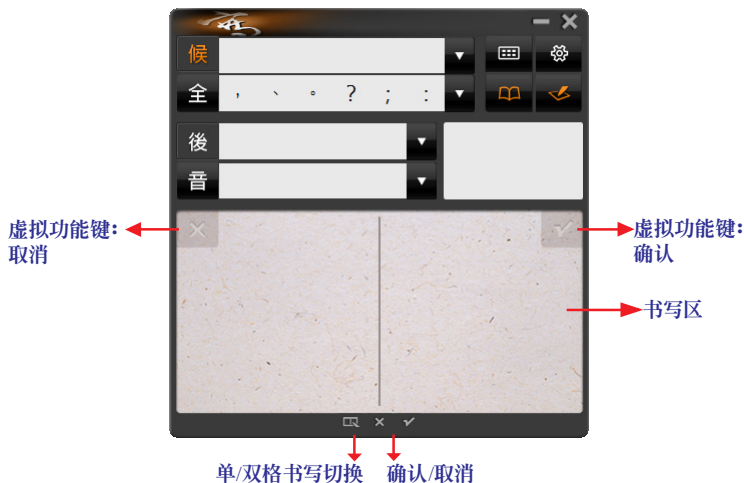 候
全 , 、 。 ? ; :
後
音
虚拟功能键：
取消
虚拟功能键：
确认
书写区
单/双格书写切换 确认/取消